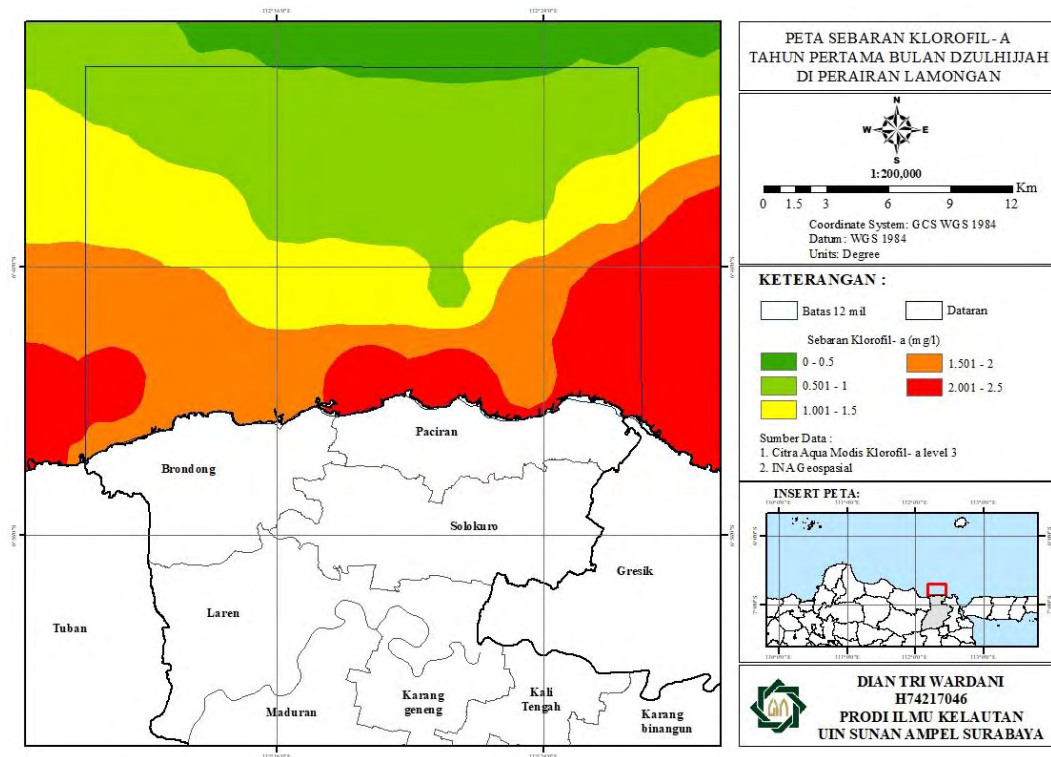 PETA SEBARAN KLOROFIL- A
TAHUN PERTAMA BULAN DZULHIJJAH
DI PERAIRAN LAMONGAN
N
W E
S
1:200,000
Km
0 1.5 3 6 9 12
Coordinate System: GCS WGS 1984
Datum : WGS 1984
Units: Degree
KETERANGAN :
Batas 12 mil
Dataran
Sebaran Klorofil- a (mg/l)
0 - 0.5
0.501 - 1
1.001 - 1.5
1.501 - 2
2.001 - 2.5
Sumber Data :
1. Citra Aqua Modis Klorofil- a level 3
2. INA Geospasial
INSERT PETA:
DIAN TRI WARDANI
H74217046
PRODI ILMU KELAUTAN
UIN SUNAN AMPEL SURABAYA
Paciran
Brondong
Solokuro
Gresik
Laren
Tuban
Karang
geneng
Kali
Tengah
Maduran
Karang
binangun